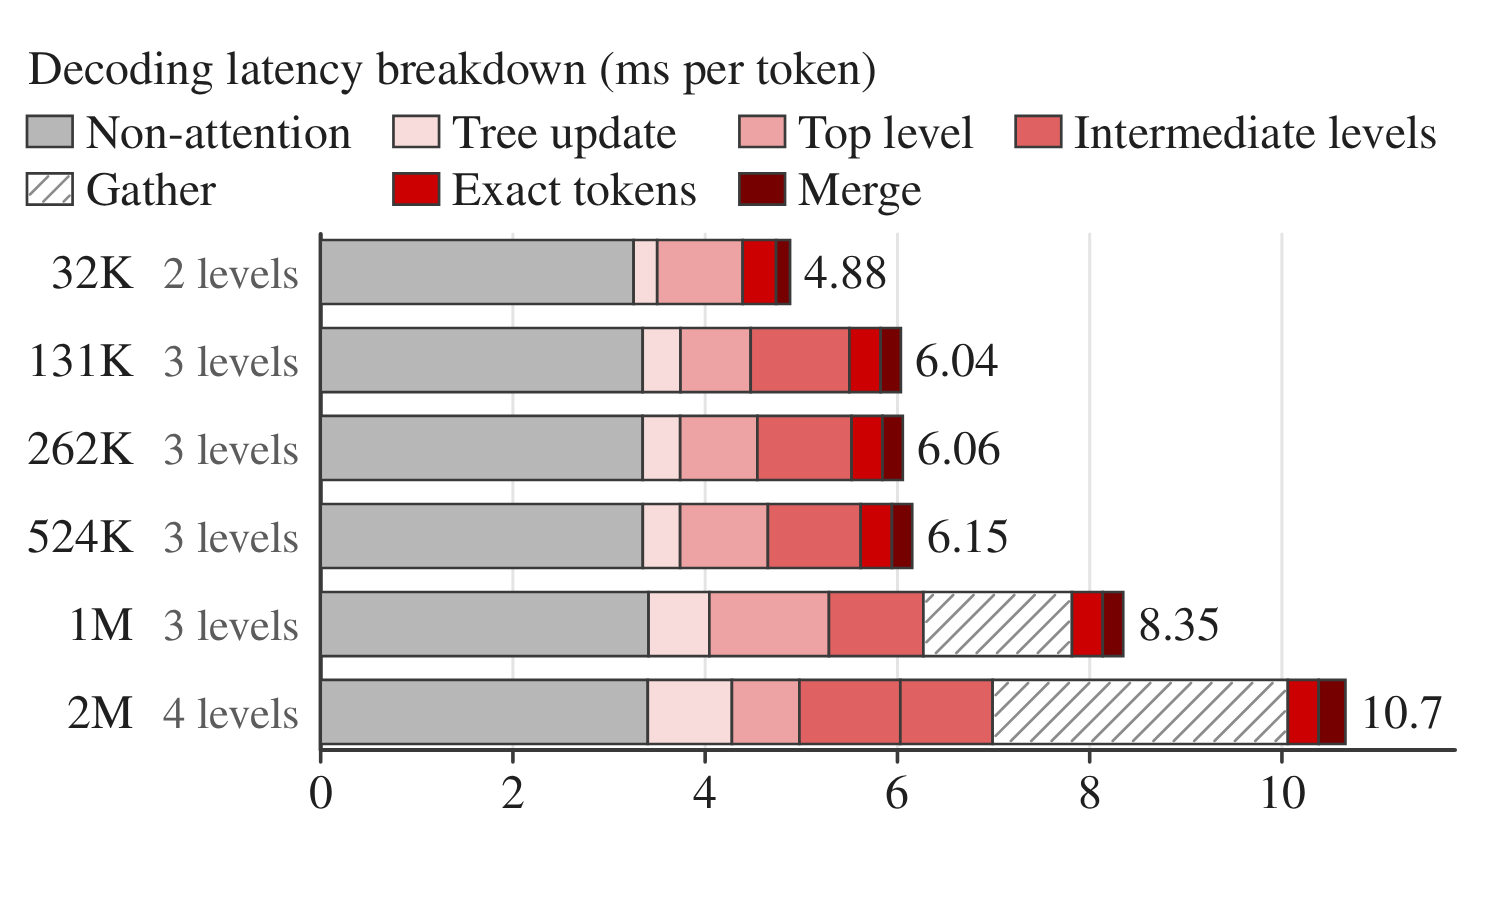 Decoding latency breakdown (ms per token)
Non-attention Tree update Top level Intermediate levels
Gather Exact tokens Merge
32K 2 levels 4.88
131K 3 levels 6.04
262K 3 levels 6.06
524K 3 levels 6.15
1M 3 levels 8.35
2M 4 levels 10.7
0 2 4 6 8 10